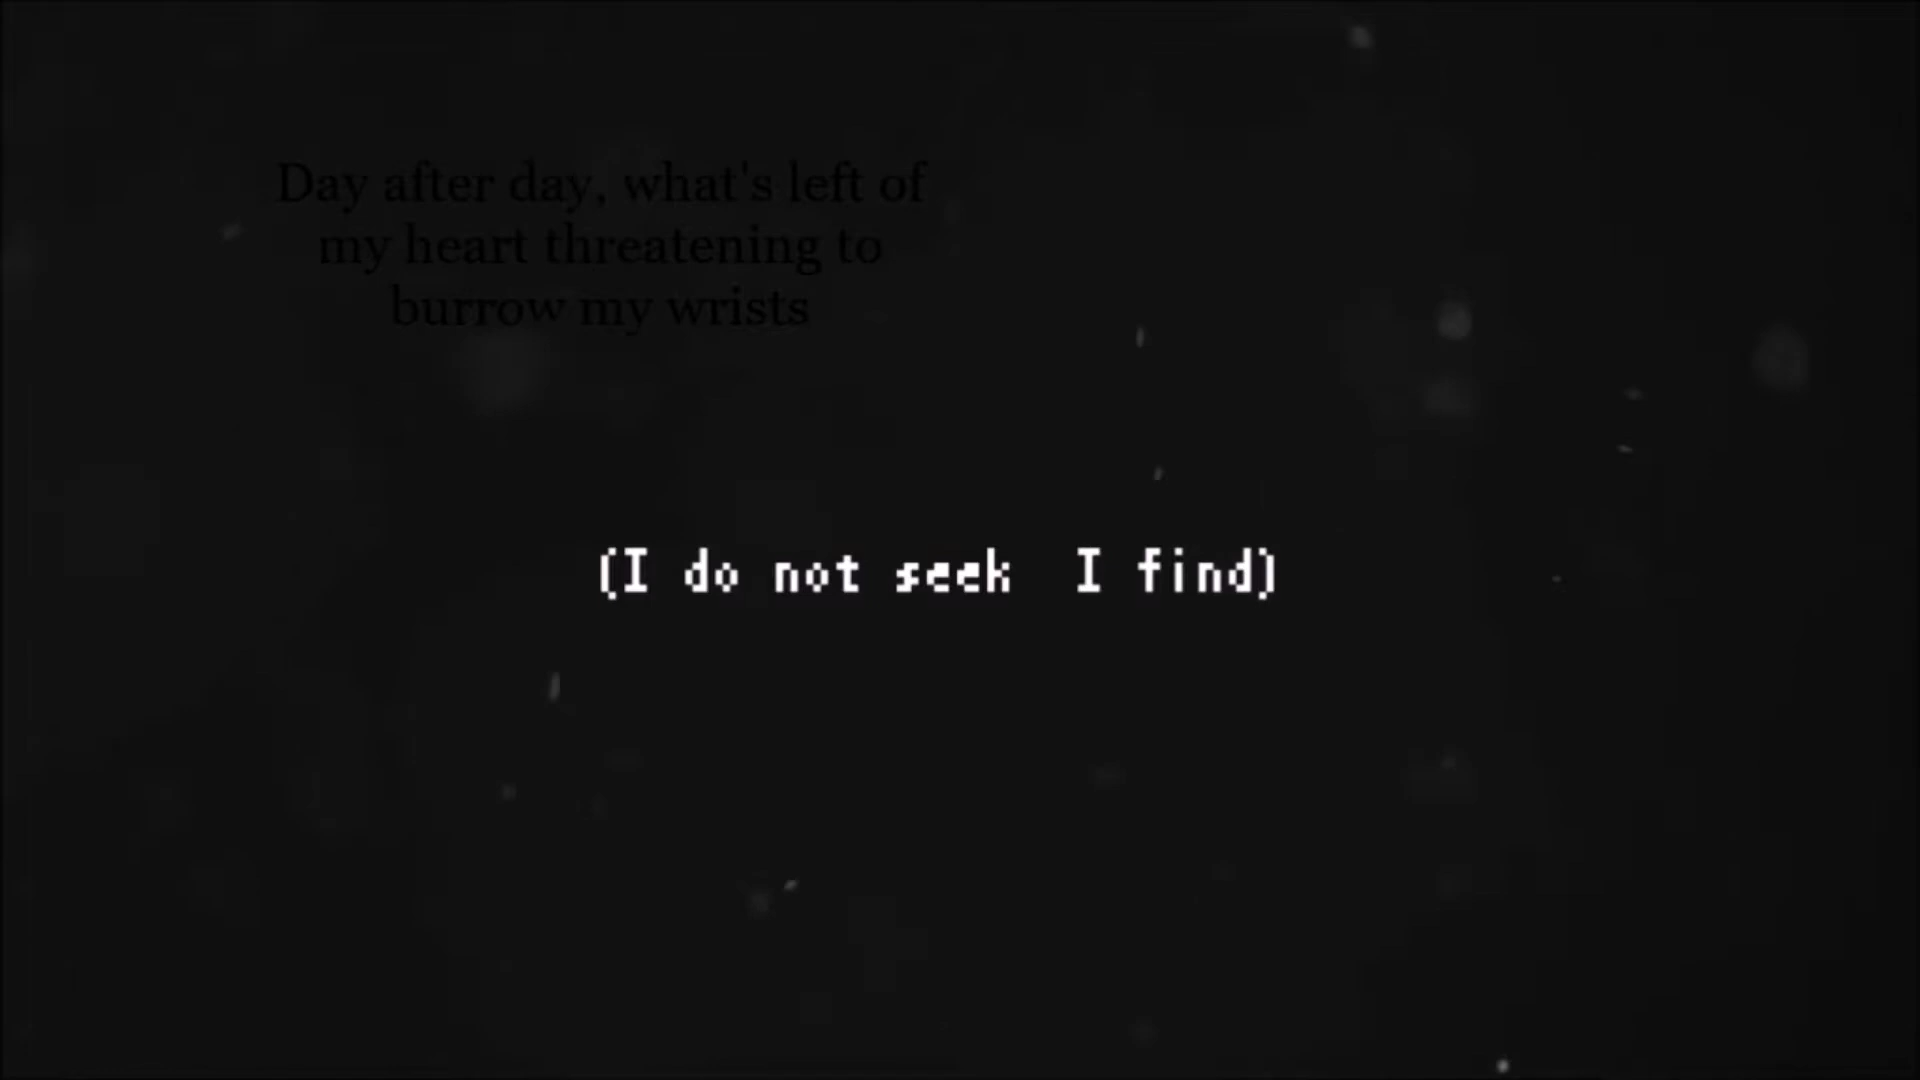 Day after day, what's left of
my heart threatening to
burrow my wrists
(I do not seek  I find)